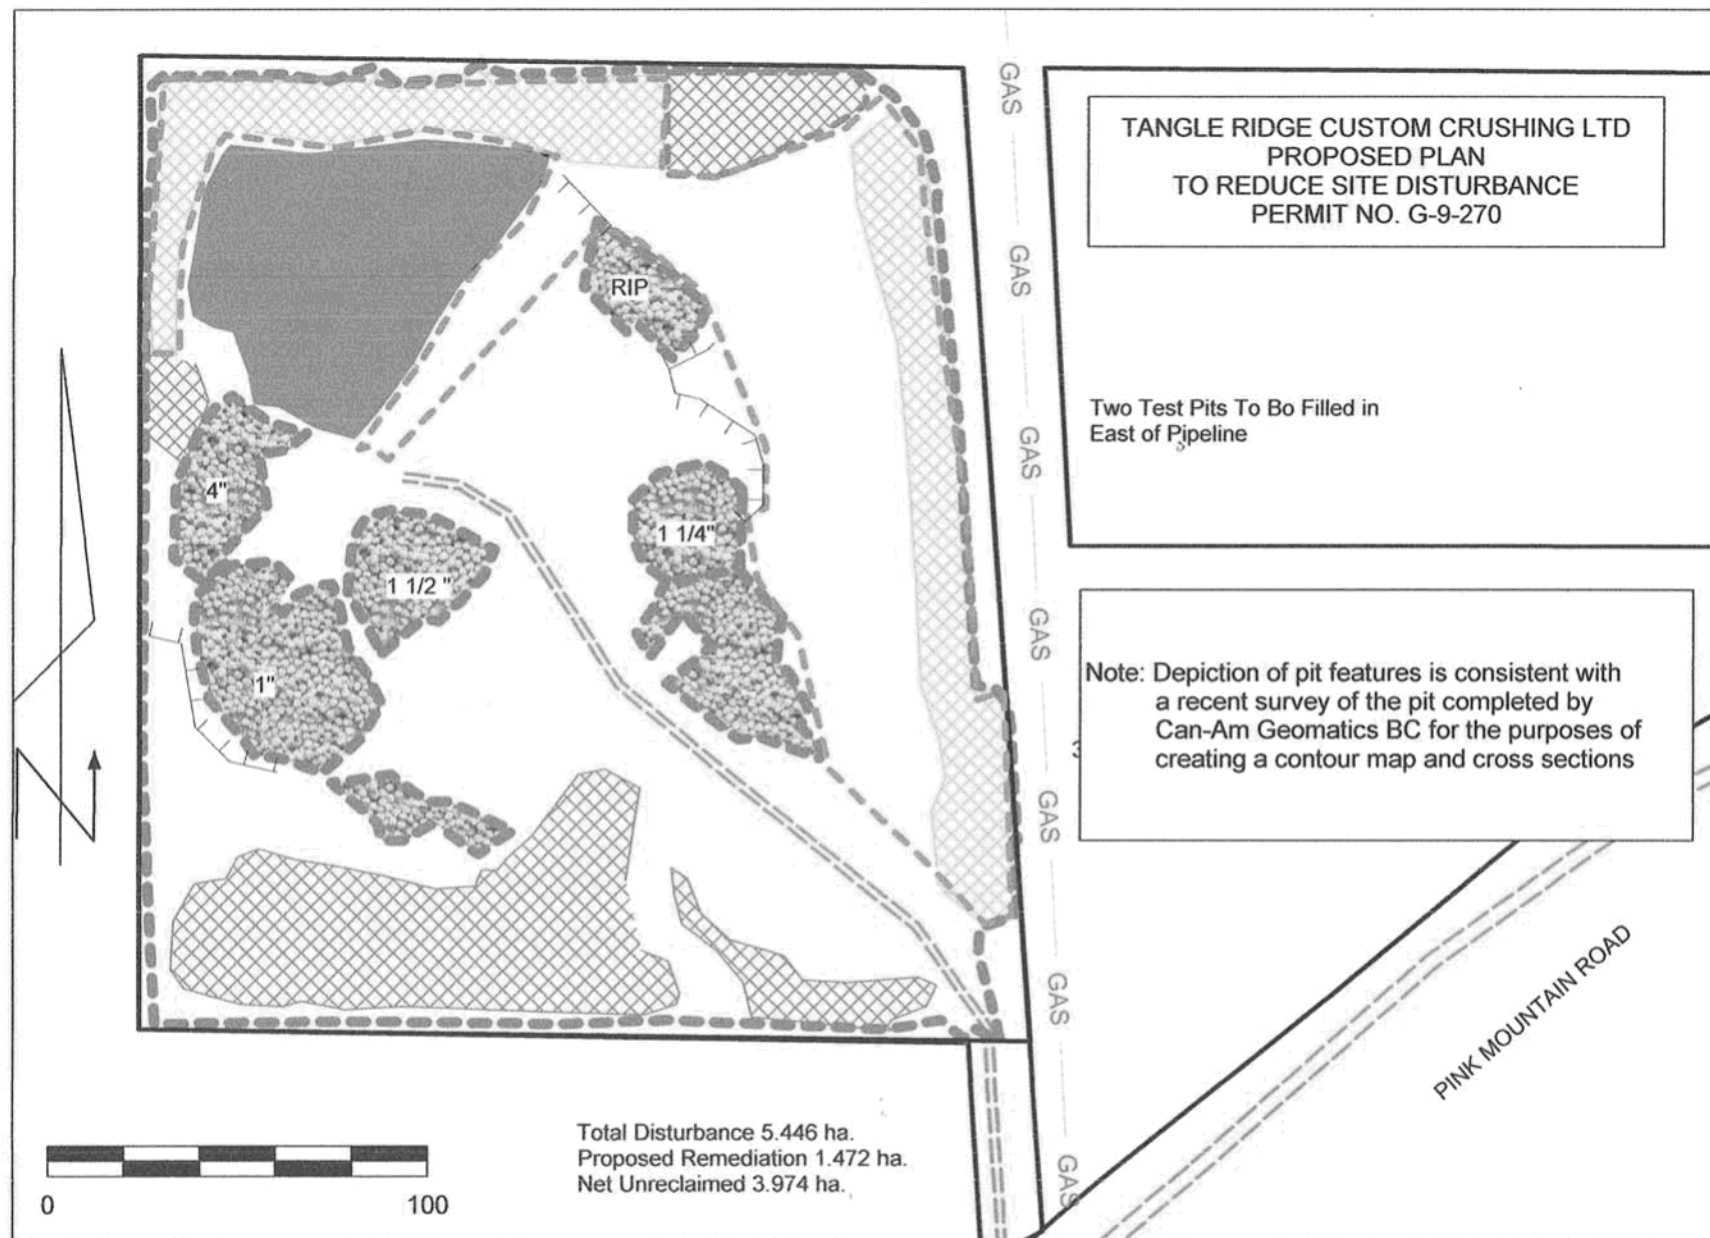 TANGLE RIDGE CUSTOM CRUSHING LTD
PROPOSED PLAN
TO REDUCE SITE DISTURBANCE
PERMIT NO. G-9-270
Two Test Pits To Bo Filled in
East of Pipeline
Note: Depiction of pit features is consistent with
a recent survey of the pit completed by
Can-Am Geomatics BC for the purposes of
creating a contour map and cross sections
GAS
GAS
GAS
GAS
GAS
GAS
GAS
RIP
4"
1 1/4"
1 1/2 "
1"
PINK MOUNTAIN ROAD
Total Disturbance 5.446 ha.
Proposed Remediation 1.472 ha.
Net Unreclaimed 3.974 ha.
0 100